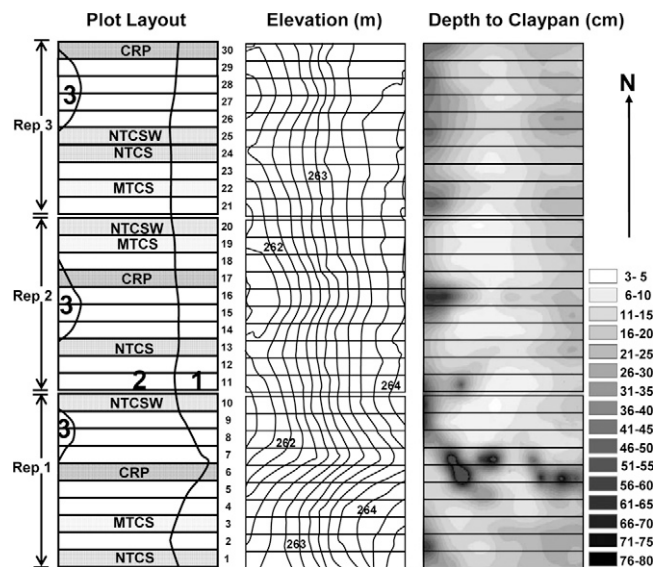 Plot Layout
Elevation (m)
Depth to Claypan (cm)
Rep 3
CRP 30
29
28
3 27
26
NTCSW 25
NTCS 24
23
MTCS 22
21
263
N
Rep 2
NTCSW 20
MTCS 19
18
CRP 17
16
3 15
14
NTCS 13
12
2 1 11
262
264
Rep 1
NTCSW 10
9
3 8
7
CRP 6
5
4
MTCS 3
2
NTCS 1
262
264
263
3- 5
6-10
11-15
16-20
21-25
26-30
31-35
36-40
41-45
46-50
51-55
56-60
61-65
66-70
71-75
76-80